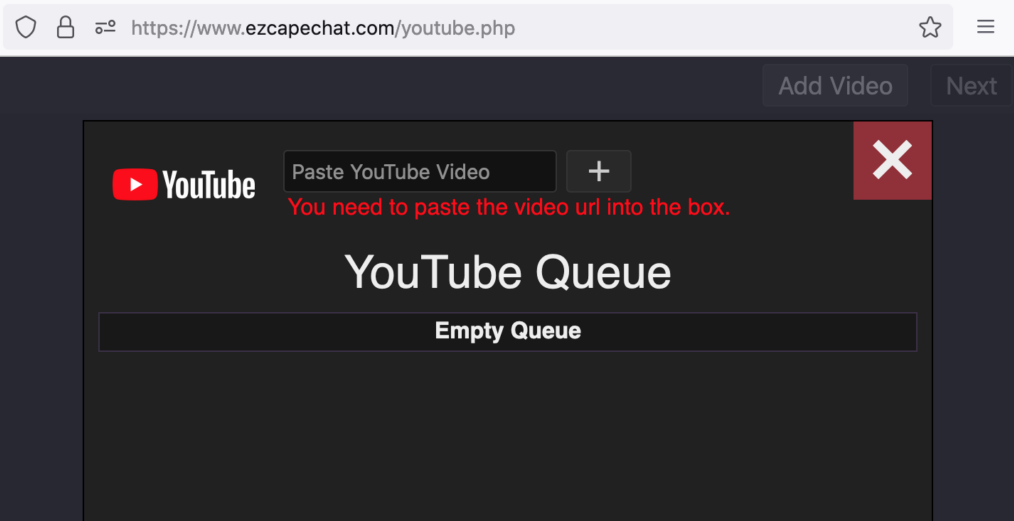 https://www.ezcapechat.com/youtube.php
Add Video
Next
YouTube
Paste YouTube Video
+
You need to paste the video url into the box.
YouTube Queue
Empty Queue